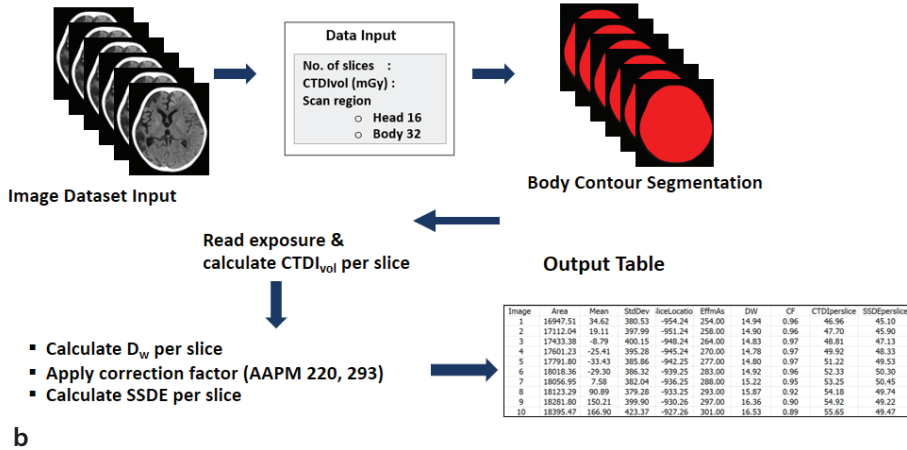 Data Input
No. of slices :
CTDIvol (mGy) :
Scan region
o Head 16
o Body 32
Image Dataset Input
Body Contour Segmentation
Read exposure &
calculate CTDIvol per slice
▪ Calculate Dw per slice
▪ Apply correction factor (AAPM 220, 293)
▪ Calculate SSDE per slice
Output Table
Image Area Mean StdDev liceLocatio EffmAs DW CF CTDIperslice SSDEperslice
1 16947.51 34.62 380.53 -954.24 254.00 14.94 0.96 46.96 45.10
2 17112.04 19.11 397.99 -951.24 258.00 14.90 0.96 47.70 45.90
3 17433.38 -8.79 400.15 -948.24 264.00 14.83 0.97 48.81 47.13
4 17601.23 -25.41 395.28 -945.24 270.00 14.78 0.97 49.92 48.33
5 17791.80 -33.43 385.86 -942.25 277.00 14.80 0.97 51.22 49.53
6 18018.36 -29.30 386.32 -939.25 283.00 14.92 0.96 52.33 50.30
7 18056.95 7.58 382.04 -936.25 288.00 15.22 0.95 53.25 50.45
8 18123.29 90.89 379.28 -933.25 293.00 15.87 0.92 54.18 49.74
9 18281.80 150.21 399.90 -930.26 297.00 16.36 0.90 54.92 49.22
10 18395.47 166.90 423.37 -927.26 301.00 16.53 0.89 55.65 49.47
b